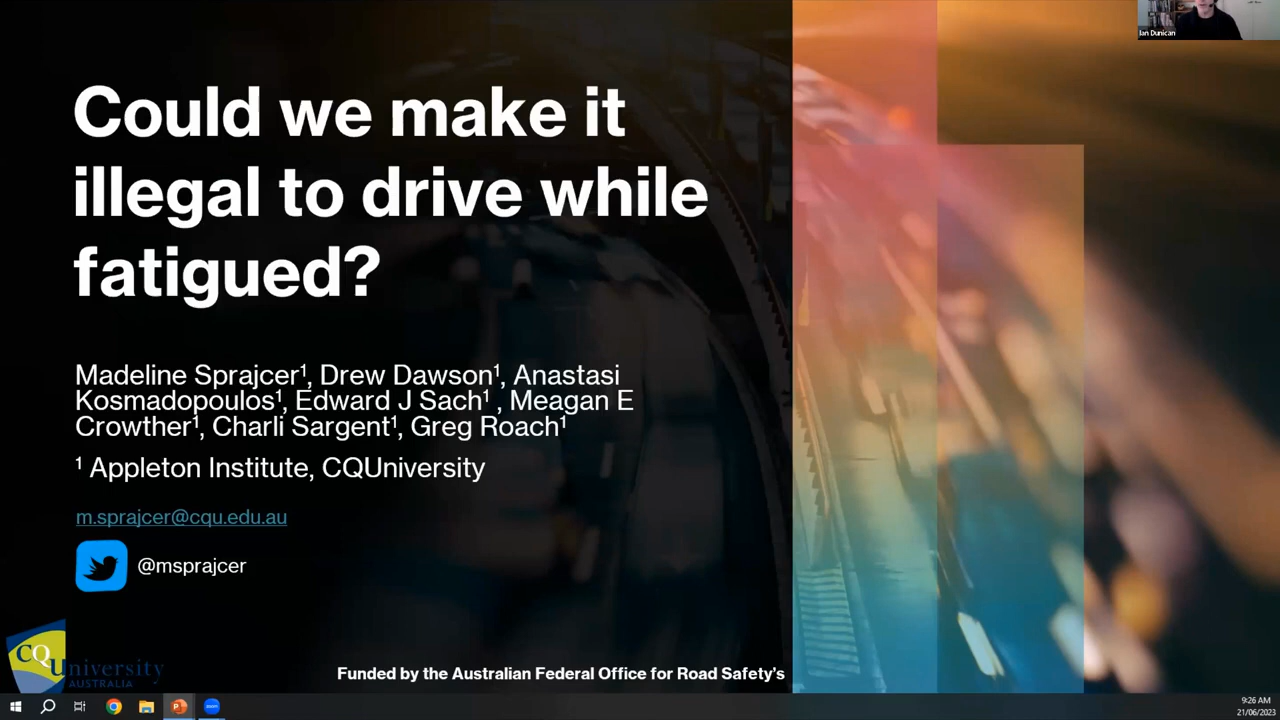 Ian Dunican
Could we make it
illegal to drive while
fatigued?
Madeline Sprajcer¹, Drew Dawson¹, Anastasi
Kosmadopoulos¹, Edward J Sach¹ , Meagan E
Crowther¹, Charli Sargent¹, Greg Roach¹
¹ Appleton Institute, CQUniversity
m.sprajcer@cqu.edu.au
@msprajcer
CQUniversity
AUSTRALIA
Funded by the Australian Federal Office for Road Safety’s
9:26 AM
21/06/2023